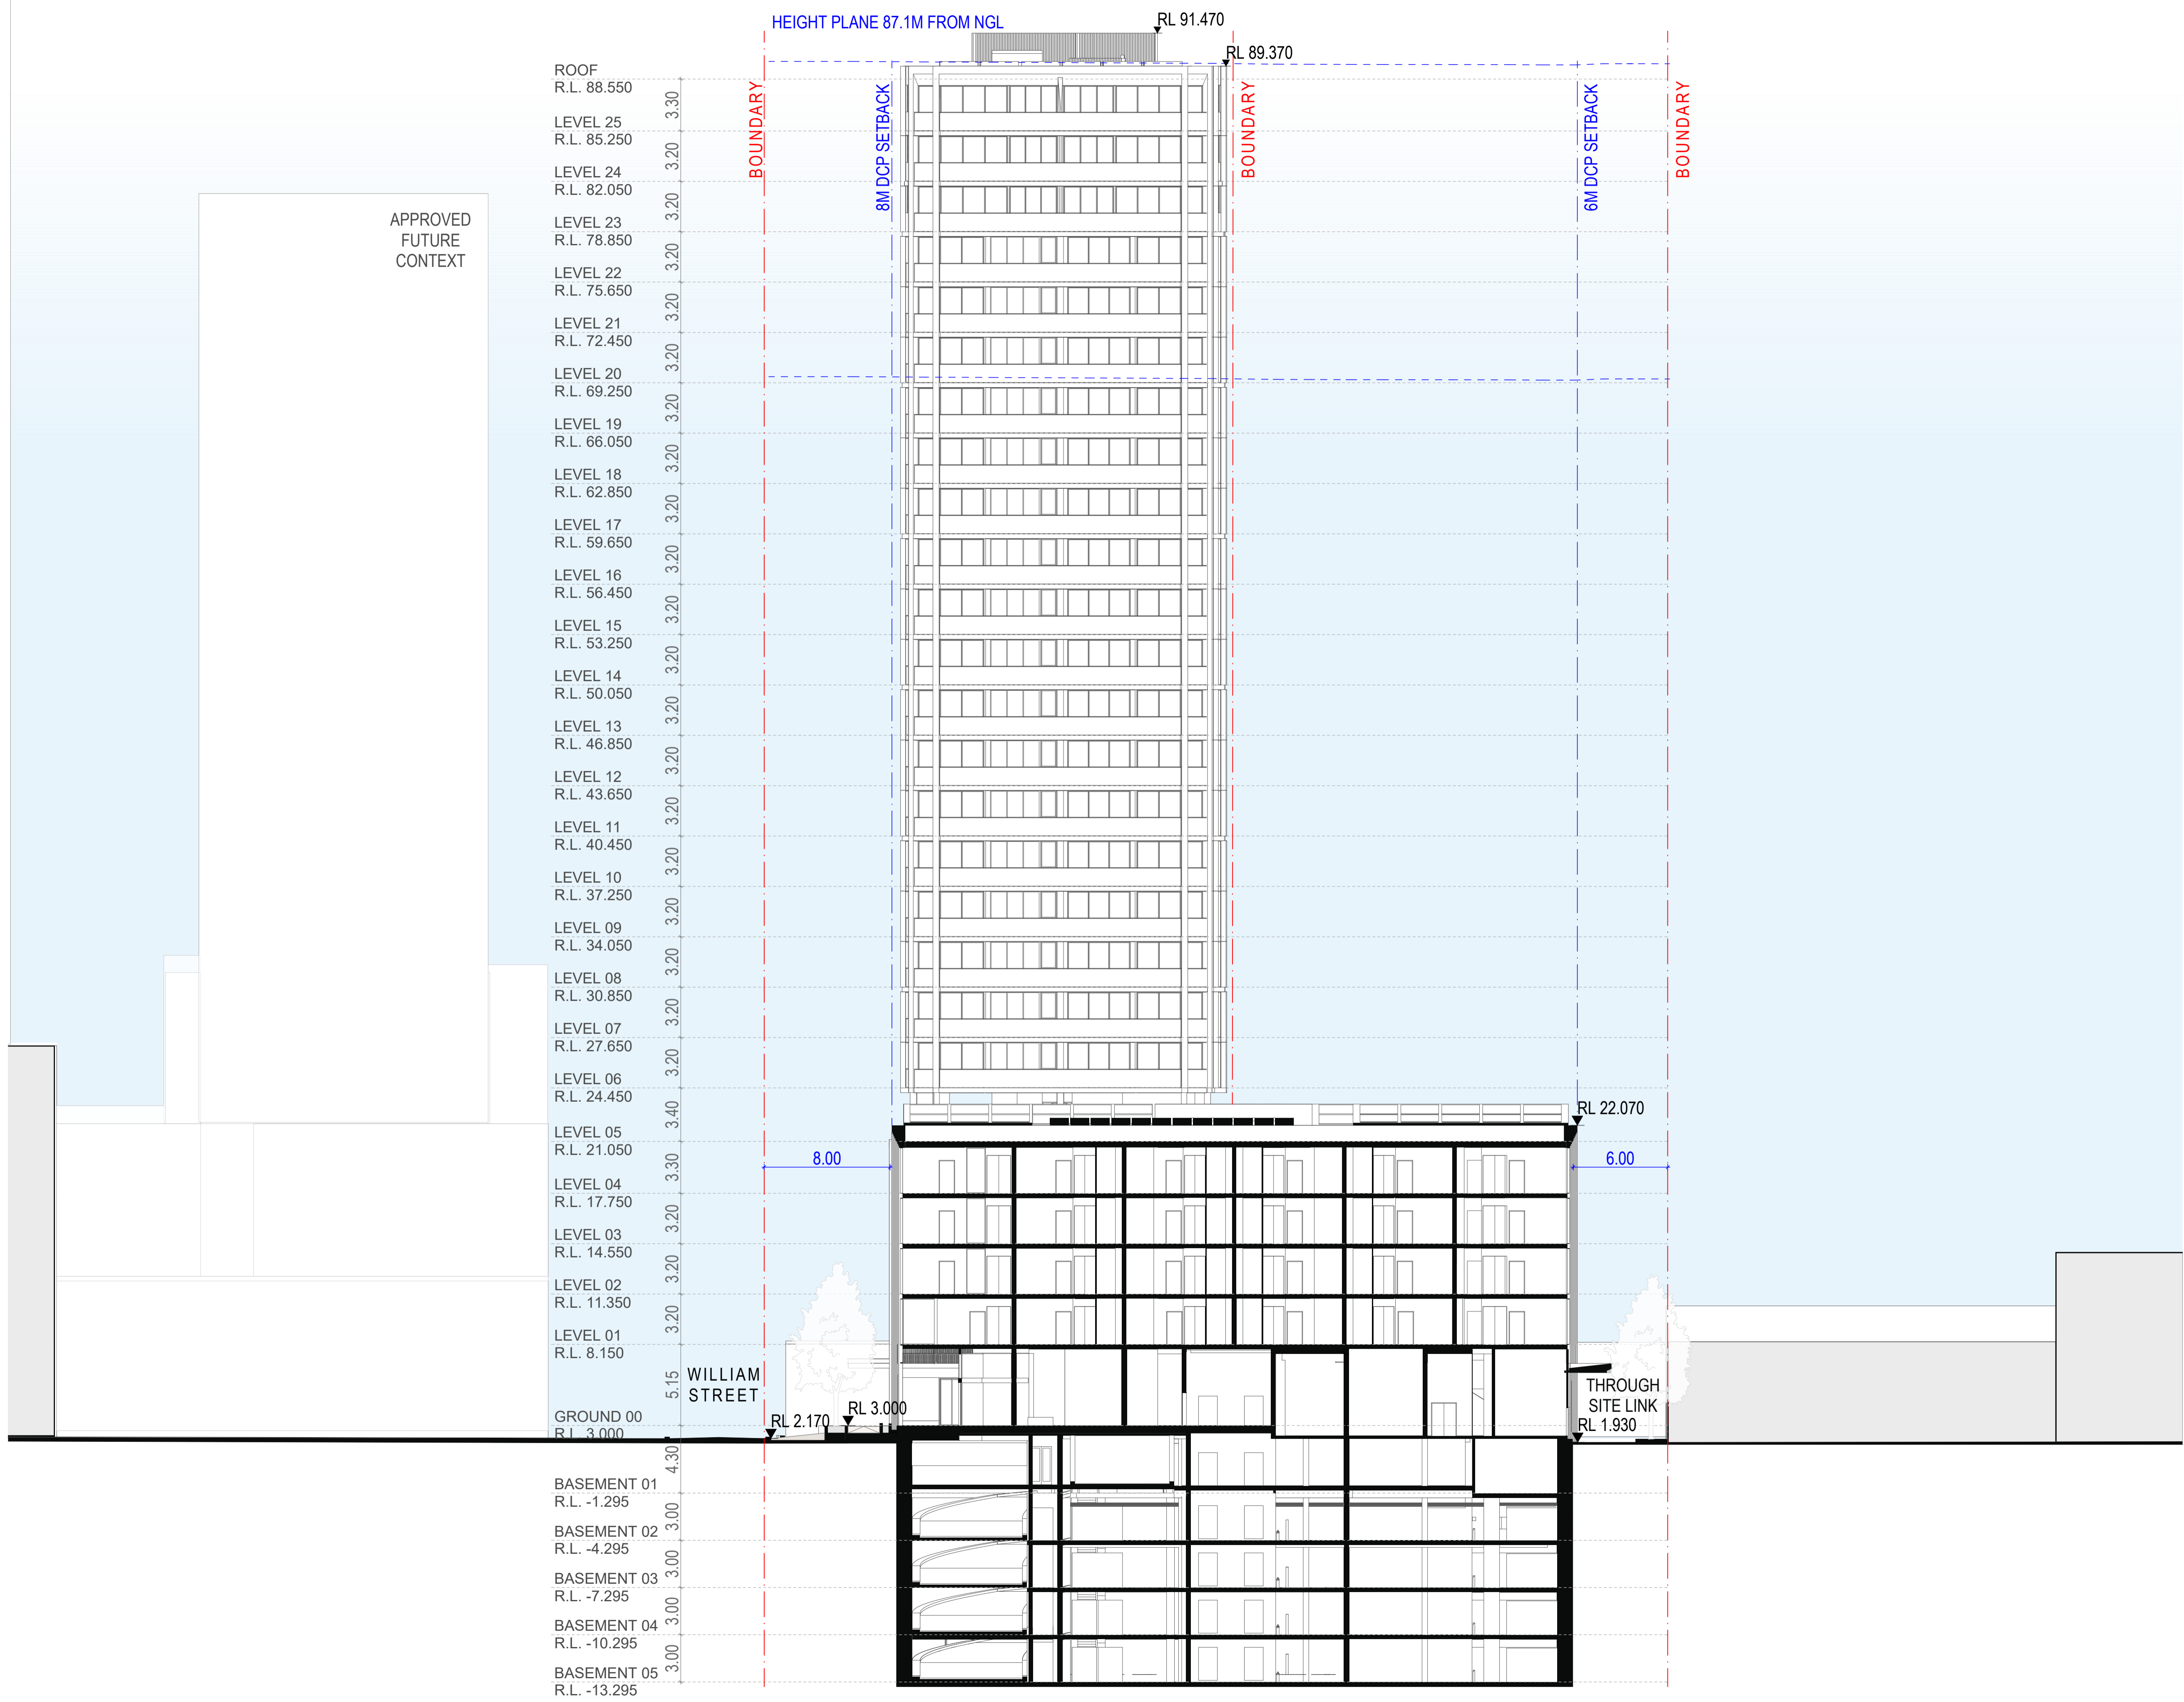 HEIGHT PLANE 87.1M FROM NGL
RL 91.470
RL 89.370
ROOF
R.L. 88.550
3.30
LEVEL 25
R.L. 85.250
3.20
LEVEL 24
R.L. 82.050
3.20
LEVEL 23
R.L. 78.850
3.20
LEVEL 22
R.L. 75.650
3.20
LEVEL 21
R.L. 72.450
3.20
LEVEL 20
R.L. 69.250
3.20
LEVEL 19
R.L. 66.050
3.20
LEVEL 18
R.L. 62.850
3.20
LEVEL 17
R.L. 59.650
3.20
LEVEL 16
R.L. 56.450
3.20
LEVEL 15
R.L. 53.250
3.20
LEVEL 14
R.L. 50.050
3.20
LEVEL 13
R.L. 46.850
3.20
LEVEL 12
R.L. 43.650
3.20
LEVEL 11
R.L. 40.450
3.20
LEVEL 10
R.L. 37.250
3.20
LEVEL 09
R.L. 34.050
3.20
LEVEL 08
R.L. 30.850
3.20
LEVEL 07
R.L. 27.650
3.20
LEVEL 06
R.L. 24.450
3.40
LEVEL 05
R.L. 21.050
3.30
LEVEL 04
R.L. 17.750
3.20
LEVEL 03
R.L. 14.550
3.20
LEVEL 02
R.L. 11.350
3.20
LEVEL 01
R.L. 8.150
5.15
GROUND 00
R.L. 3.000
4.30
BASEMENT 01
R.L. -1.295
3.00
BASEMENT 02
R.L. -4.295
3.00
BASEMENT 03
R.L. -7.295
3.00
BASEMENT 04
R.L. -10.295
3.00
BASEMENT 05
R.L. -13.295
APPROVED
FUTURE
CONTEXT
BOUNDARY
8M DCP SETBACK
BOUNDARY
6M DCP SETBACK
BOUNDARY
RL 22.070
8.00
6.00
WILLIAM
STREET
RL 2.170
RL 3.000
THROUGH
SITE LINK
RL 1.930